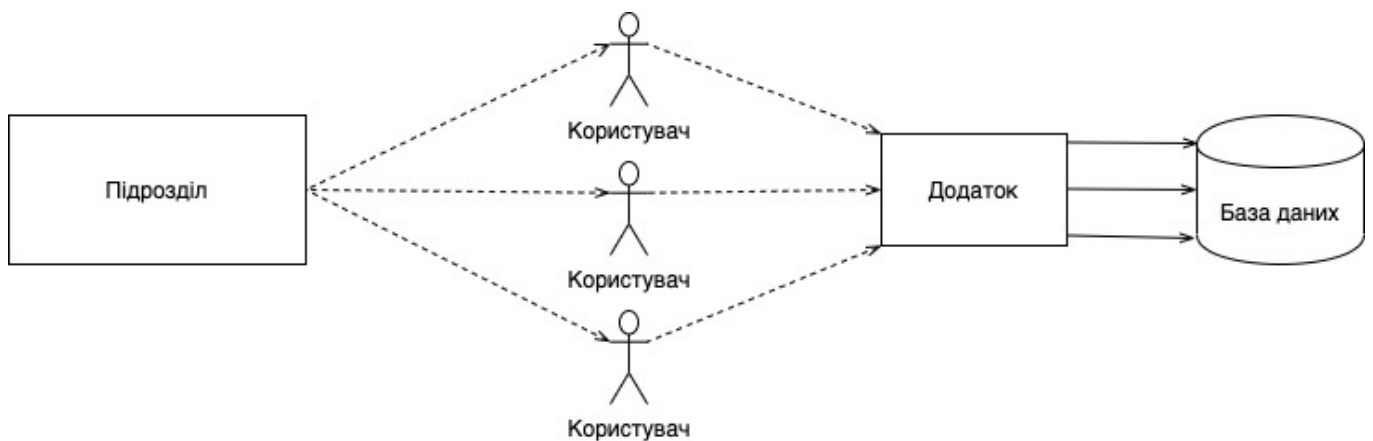 Користувач
Підрозділ
Користувач
Додаток
База даних
Користувач